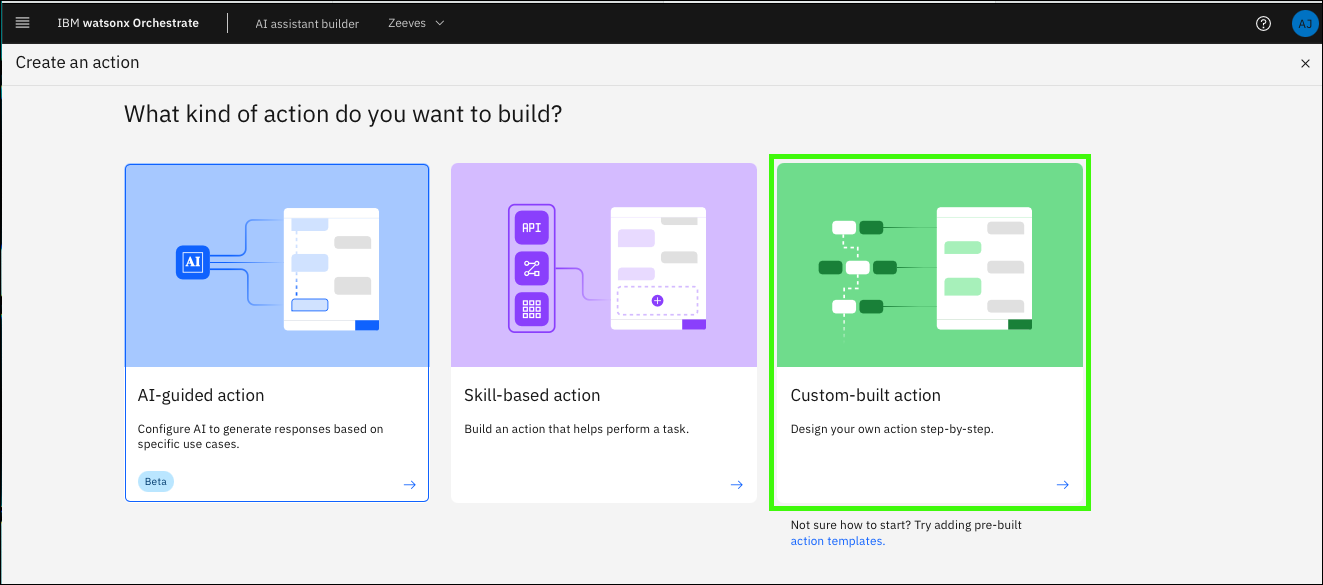 IBM watsonx Orchestrate
AI assistant builder
Zeeves
AJ
Create an action
What kind of action do you want to build?
AI
AI-guided action
Configure AI to generate responses based on
specific use cases.
Beta
API
Skill-based action
Build an action that helps perform a task.
Custom-built action
Design your own action step-by-step.
Not sure how to start? Try adding pre-built
action templates.